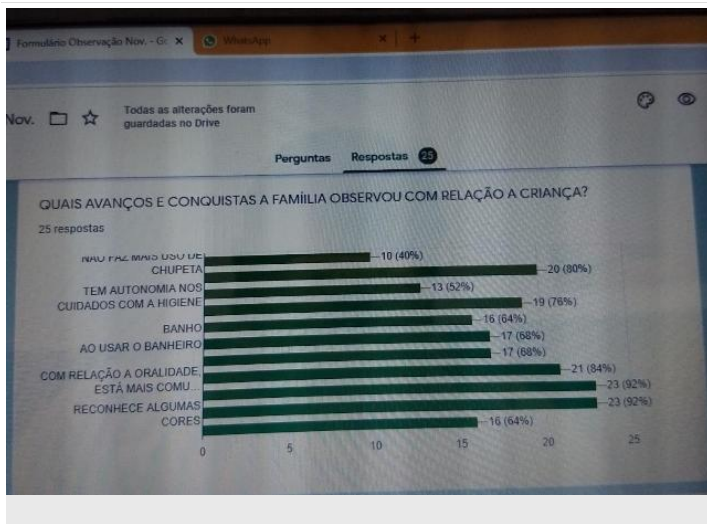 Formulário Observação Nov. - Go
WhatsApp
Nov.
Todas as alterações foram
guardadas no Drive
Perguntas Respostas 25
QUAIS AVANÇOS E CONQUISTAS A FAMÍILIA OBSERVOU COM RELAÇÃO A CRIANÇA?
25 respostas
NÃO FAZ MAIS USO DE
CHUPETA
TEM AUTONOMIA NOS
CUIDADOS COM A HIGIENE
BANHO
AO USAR O BANHEIRO
COM RELAÇÃO A ORALIDADE,
ESTÁ MAIS COMU...
RECONHECE ALGUMAS
CORES
10 (40%)
20 (80%)
13 (52%)
19 (76%)
16 (64%)
17 (68%)
17 (68%)
21 (84%)
23 (92%)
23 (92%)
16 (64%)
0 5 10 15 20 25